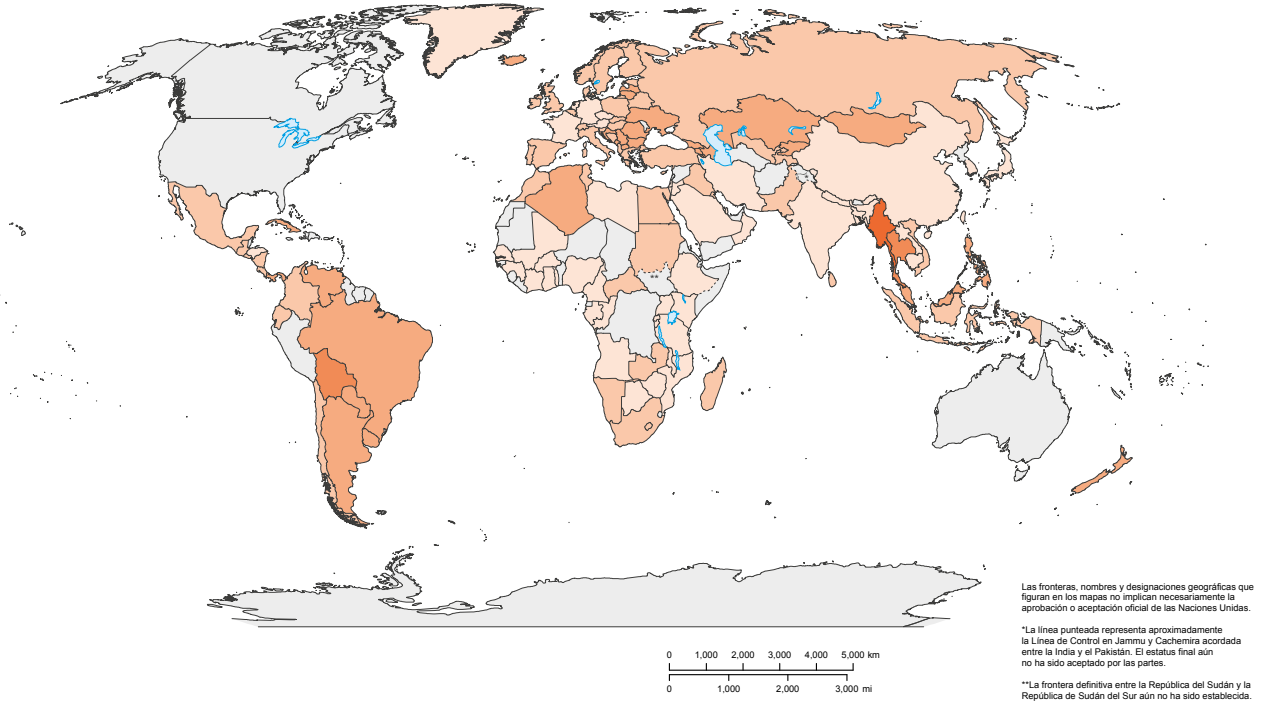 Las fronteras, nombres y designaciones geográficas que
figuran en los mapas no implican necesariamente la
aprobación o aceptación oficial de las Naciones Unidas.
*La línea punteada representa aproximadamente
la Línea de Control en Jammu y Cachemira acordada
entre la India y el Pakistán. El estatus final aún
no ha sido aceptado por las partes.
**La frontera definitiva entre la República del Sudán y la
República de Sudán del Sur aún no ha sido establecida.
0 1,000 2,000 3,000 4,000 5,000 km
0 1,000 2,000 3,000 mi
**